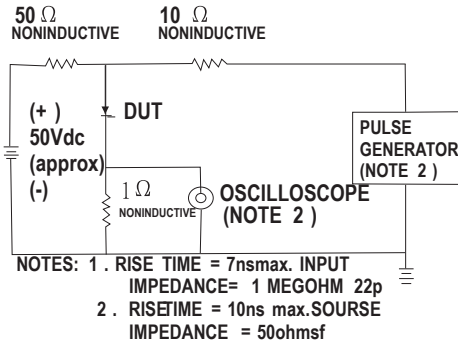 50 Ω
NONINDUCTIVE
10 Ω
NONINDUCTIVE
(+ )
50Vdc
(approx)
(-)
DUT
1 Ω
NONINDUCTIVE
OSCILLOSCOPE
(NOTE 2 )
PULSE
GENERATOR
(NOTE 2 )
NOTES: 1 . RISE TIME = 7nsmax. INPUT
IMPEDANCE= 1 MEGOHM 22p
2 . RISETIME = 10ns max.SOURSE
IMPEDANCE = 50ohmsf